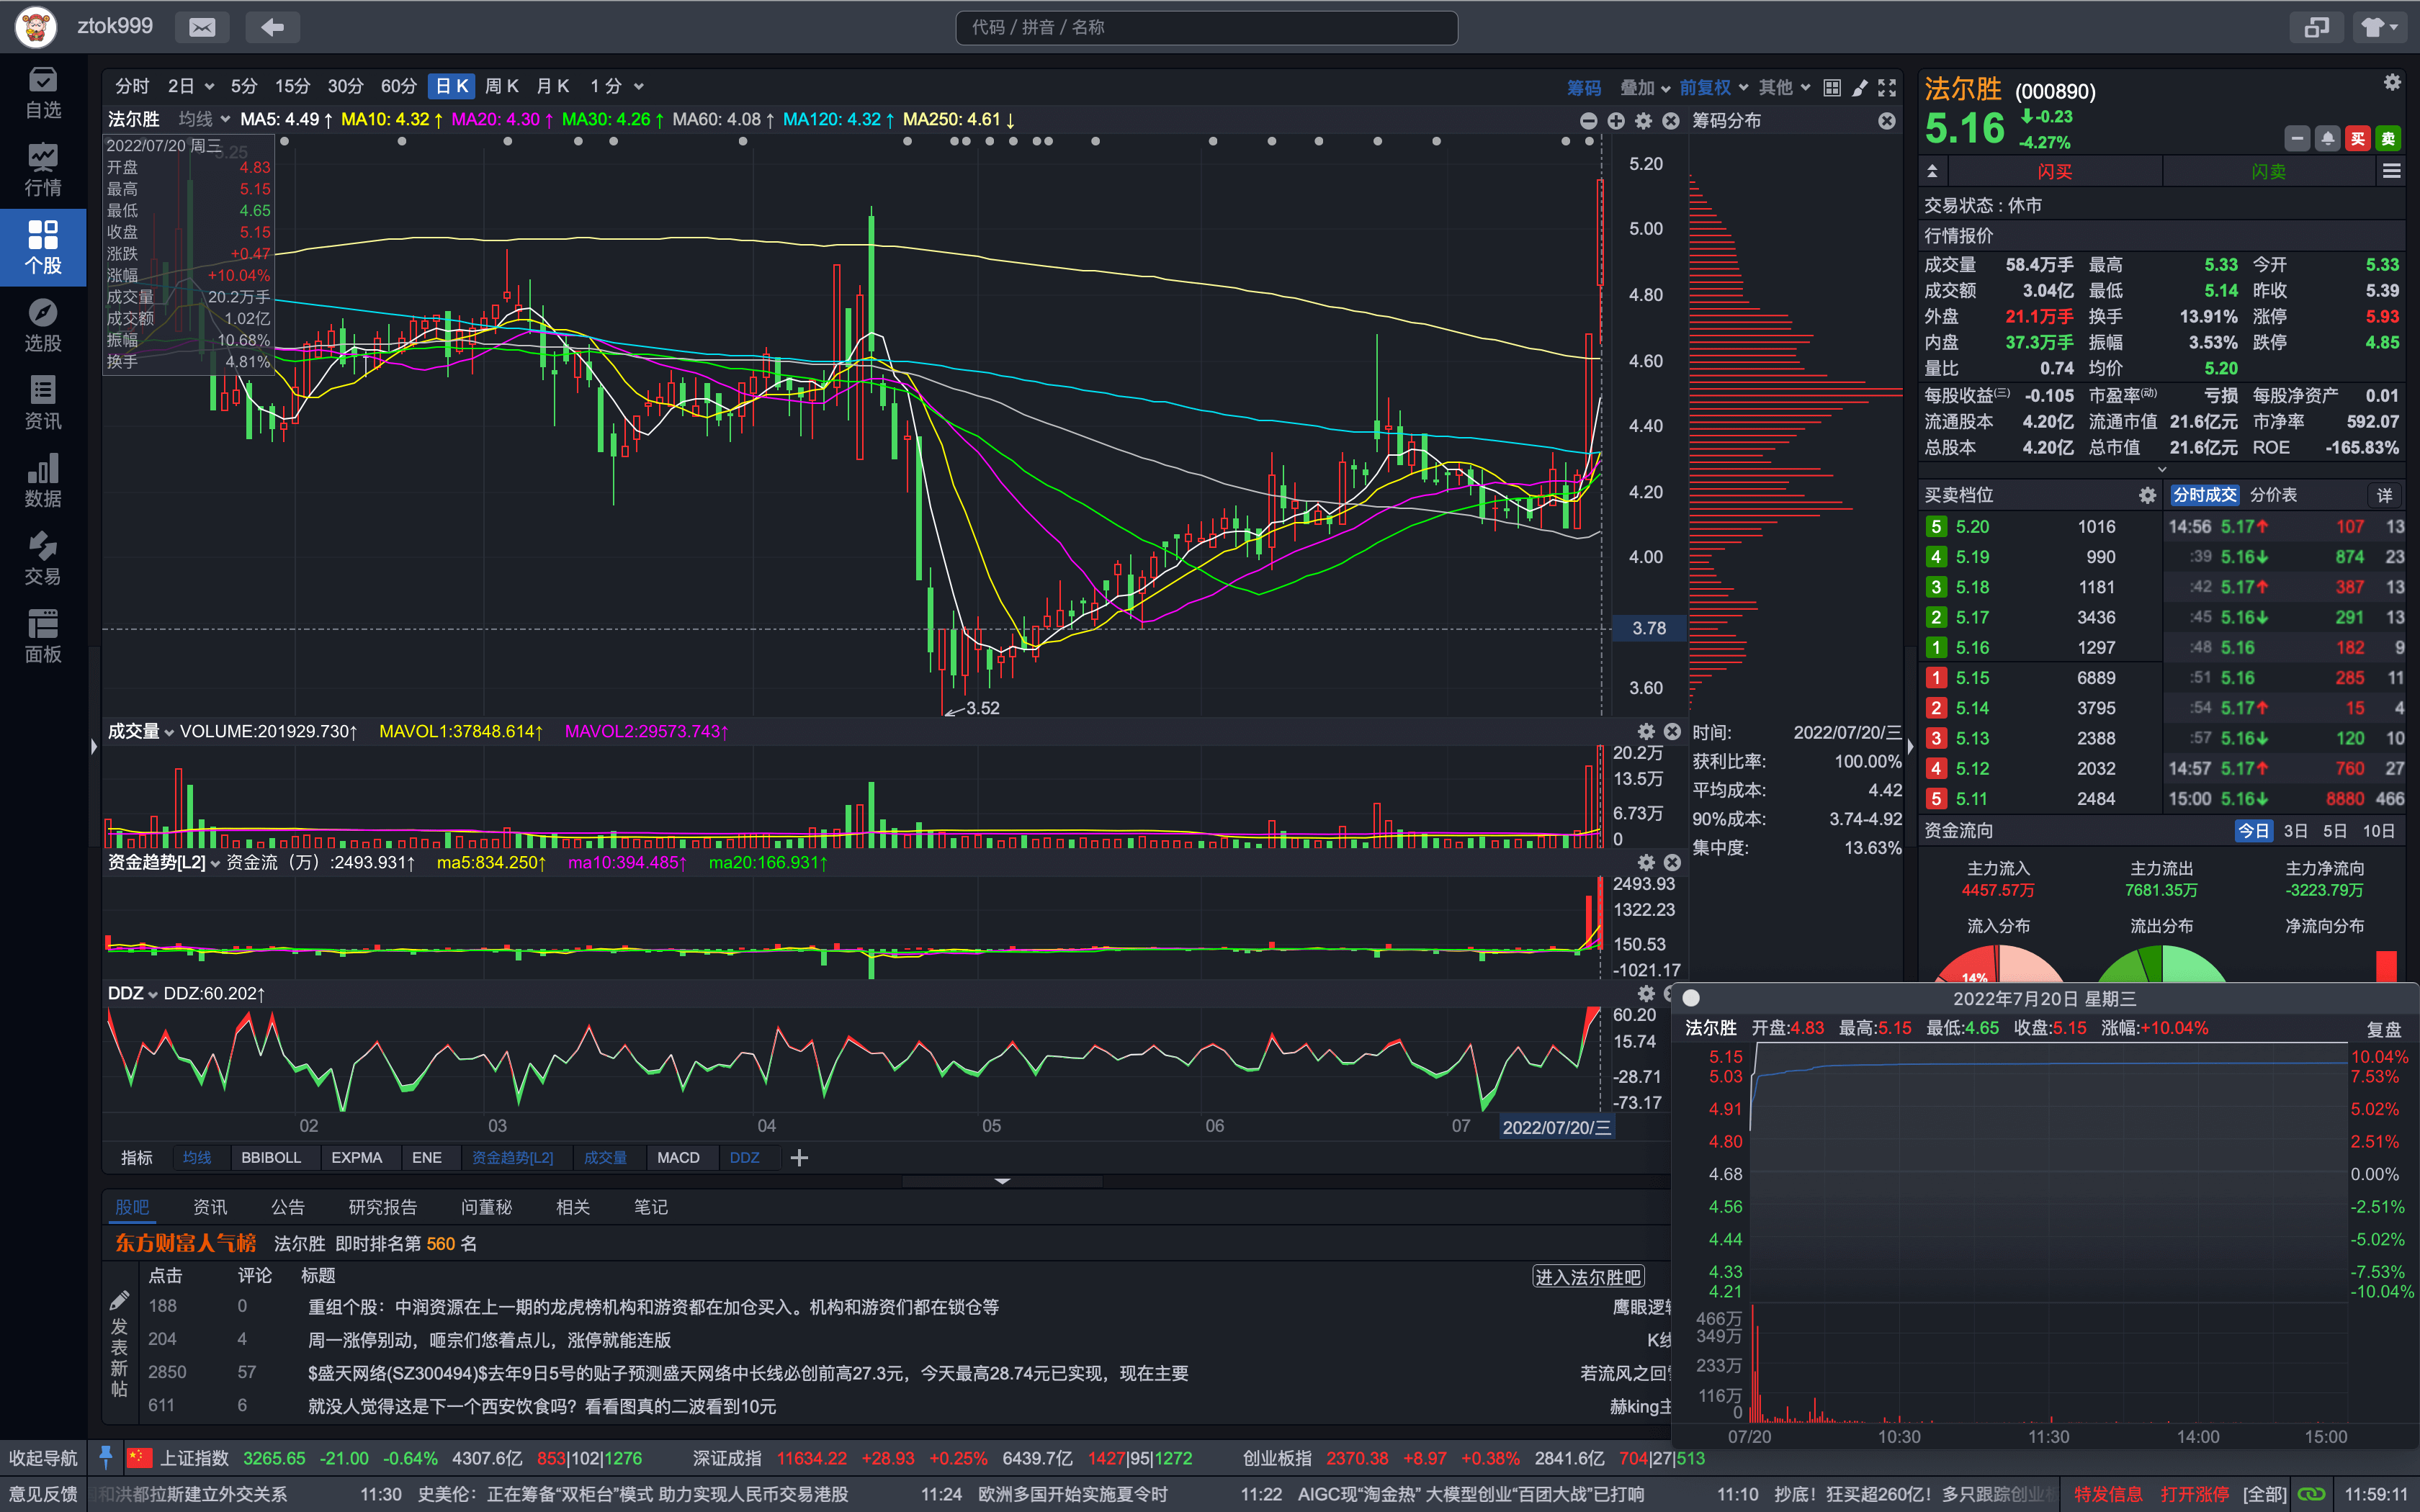 ztok999
代码 / 拼音 / 名称
自选
行情
个股
选股
资讯
数据
交易
面板
分时 2日 5分 15分 30分 60分 日K 周K 月K 1分
筹码 叠加 前复权 其他
法尔胜 均线 MA5: 4.49↑ MA10: 4.32↑ MA20: 4.30↑ MA30: 4.26↑ MA60: 4.08↑ MA120: 4.32↑ MA250: 4.61↓
筹码分布
2022/07/20 周三
5.25
开盘 4.83
最高 5.15
最低 4.65
收盘 5.15
涨跌 +0.47
涨幅 +10.04%
成交量 20.2万手
成交额 1.02亿
振幅 10.68%
换手 4.81%
5.20
5.00
4.80
4.60
4.40
4.20
4.00
3.78
3.60
3.52
成交量 VOLUME:201929.730↑ MAVOL1:37848.614↑ MAVOL2:29573.743↑
20.2万
13.5万
6.73万
0
资金趋势[L2] 资金流（万）:2493.931↑ ma5:834.250↑ ma10:394.485↑ ma20:166.931↑
2493.93
1322.23
150.53
-1021.17
DDZ DDZ:60.202↑
60.20
15.74
-28.71
-73.17
02 03 04 05 06 07 2022/07/20/三
时间: 2022/07/20/三
获利比率: 100.00%
平均成本: 4.42
90%成本: 3.74-4.92
集中度: 13.63%
指标 均线 BBIBOLL EXPMA ENE 资金趋势[L2] 成交量 MACD DDZ
股吧 资讯 公告 研究报告 问董秘 相关 笔记
东方财富人气榜 法尔胜 即时排名第 560 名
点击 评论 标题
进入法尔胜吧
发表新帖
188 0 重组个股：中润资源在上一期的龙虎榜机构和游资都在加仓买入。机构和游资们都在锁仓等 鹰眼逻
204 4 周一涨停别动，咂宗们悠着点儿，涨停就能连版 K线
2850 57 $盛天网络(SZ300494)$去年9日5号的贴子预测盛天网络中长线必创前高27.3元，今天最高28.74元已实现，现在主要 若流风之回
611 6 就没人觉得这是下一个西安饮食吗？看看图真的二波看到10元 赫king主
法尔胜 (000890)
5.16 -0.23
-4.27%
买 卖
闪买 闪卖
交易状态 : 休市
行情报价
成交量 58.4万手 最高 5.33 今开 5.33
成交额 3.04亿 最低 5.14 昨收 5.39
外盘 21.1万手 换手 13.91% 涨停 5.93
内盘 37.3万手 振幅 3.53% 跌停 4.85
量比 0.74 均价 5.20
每股收益(三) -0.105 市盈率(动) 亏损 每股净资产 0.01
流通股本 4.20亿 流通市值 21.6亿元 市净率 592.07
总股本 4.20亿 总市值 21.6亿元 ROE -165.83%
买卖档位
5 5.20 1016
4 5.19 990
3 5.18 1181
2 5.17 3436
1 5.16 1297
1 5.15 6889
2 5.14 3795
3 5.13 2388
4 5.12 2032
5 5.11 2484
分时成交 分价表 详
14:56 5.17↑ 107 13
:39 5.16↓ 874 23
:42 5.17↑ 387 13
:45 5.16↓ 291 13
:48 5.16 182 9
:51 5.16 285 11
:54 5.17↑ 15 4
:57 5.16↓ 120 10
14:57 5.17↑ 760 27
15:00 5.16↓ 8880 466
资金流向 今日 3日 5日 10日
主力流入 主力流出 主力净流向
4457.57万 7681.35万 -3223.79万
流入分布 流出分布 净流向分布
14%
2022年7月20日 星期三
法尔胜 开盘:4.83 最高:5.15 最低:4.65 收盘:5.15 涨幅:+10.04% 复盘
5.15 10.04%
5.03 7.53%
4.91 5.02%
4.80 2.51%
4.68 0.00%
4.56 -2.51%
4.44 -5.02%
4.33 -7.53%
4.21 -10.04%
466万
349万
233万
116万
0
07/20 10:30 11:30 14:00 15:00
收起导航 上证指数 3265.65 -21.00 -0.64% 4307.6亿 853|102|1276 深证成指 11634.22 +28.93 +0.25% 6439.7亿 1427|95|1272 创业板指 2370.38 +8.97 +0.38% 2841.6亿 704|27|513
意见反馈 和洪都拉斯建立外交关系 11:30 史美伦：正在筹备“双柜台”模式 助力实现人民币交易港股 11:24 欧洲多国开始实施夏令时 11:22 AIGC现“淘金热” 大模型创业“百团大战”已打响 11:10 抄底！狂买超260亿！多只跟踪创业 特发信息 打开涨停 [全部] 11:59:11